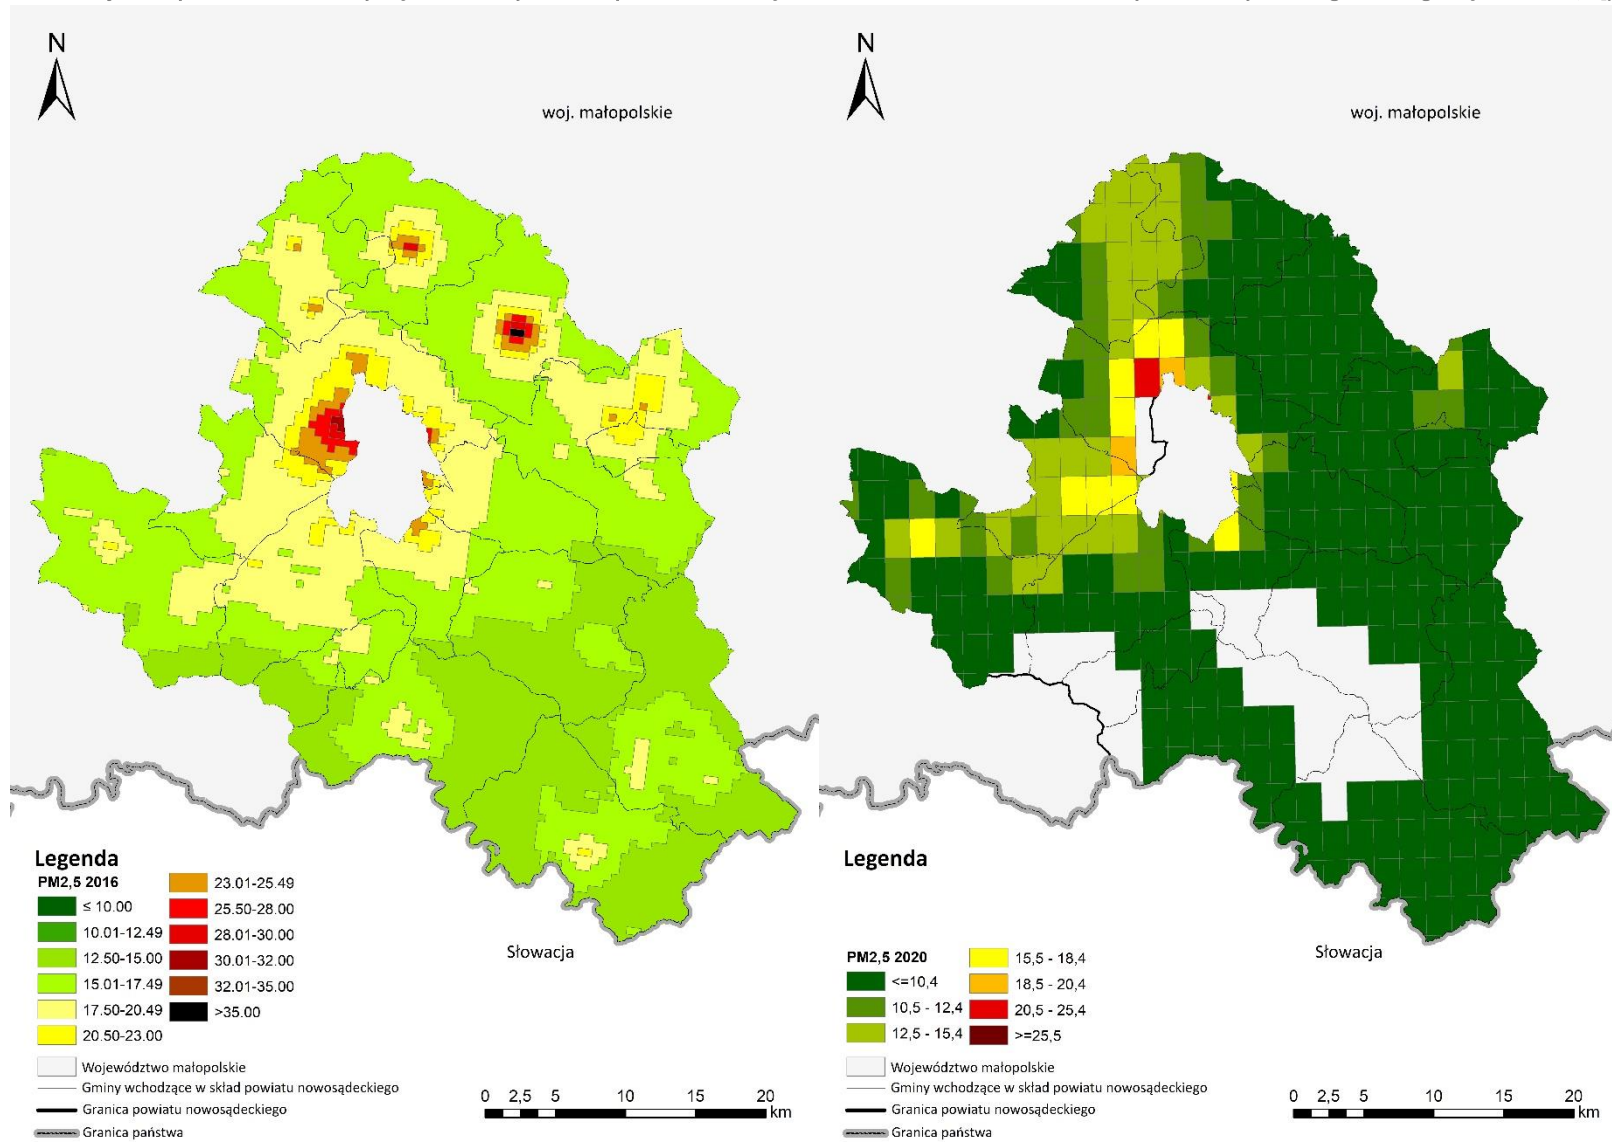 N
woj. małopolskie
Legenda
PM2,5 2016
≤ 10.00
10.01-12.49
12.50-15.00
15.01-17.49
17.50-20.49
20.50-23.00
23.01-25.49
25.50-28.00
28.01-30.00
30.01-32.00
32.01-35.00
>35.00
Województwo małopolskie
Gminy wchodzące w skład powiatu nowosądeckiego
Granica powiatu nowosądeckiego
Granica państwa
Słowacja
0 2,5 5 10 15 20
km
N
woj. małopolskie
Legenda
PM2,5 2020
<=10,4
10,5 - 12,4
12,5 - 15,4
15,5 - 18,4
18,5 - 20,4
20,5 - 25,4
>=25,5
Województwo małopolskie
Gminy wchodzące w skład powiatu nowosądeckiego
Granica powiatu nowosądeckiego
Granica państwa
Słowacja
0 2,5 5 10 15 20
km